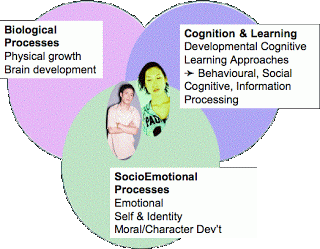 Biological
Processes
Physical growth
Brain development
Cognition & Learning
Developmental Cognitive
Learning Approaches
➛ Behavioural, Social
Cognitive, Information
Processing
SocioEmotional
Processes
Emotional
Self & Identity
Moral/Character Dev't